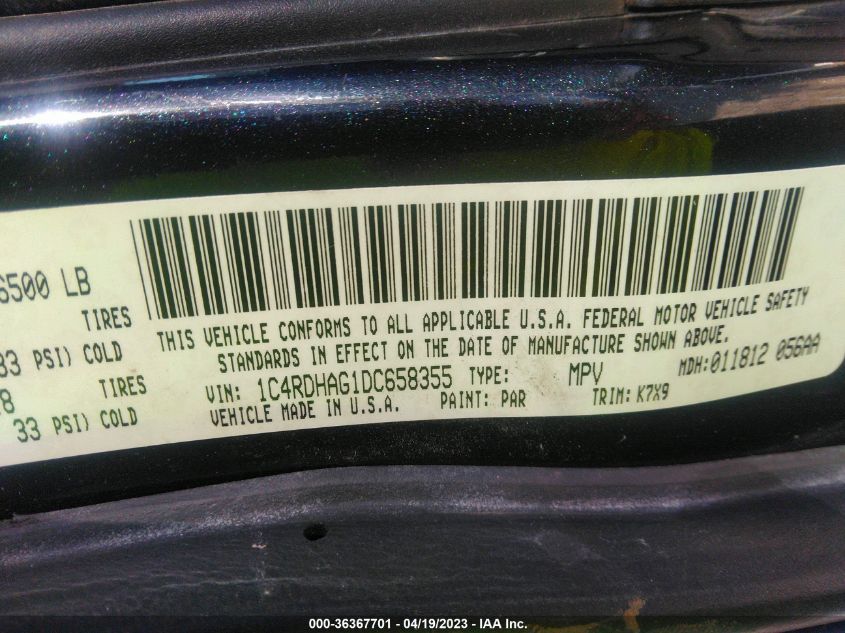 6500 LB
TIRES
33 PSI) COLD
TIRES
33 PSI) COLD
THIS VEHICLE CONFORMS TO ALL APPLICABLE U.S.A. FEDERAL MOTOR VEHICLE SAFETY
STANDARDS IN EFFECT ON THE DATE OF MANUFACTURE SHOWN ABOVE.
VIN: 1C4RDHAG1DC658355 TYPE: MPV MDH:011812 056AA
VEHICLE MADE IN U.S.A. PAINT: PAR TRIM: K7X9
000-36367701 - 04/19/2023 - IAA Inc.